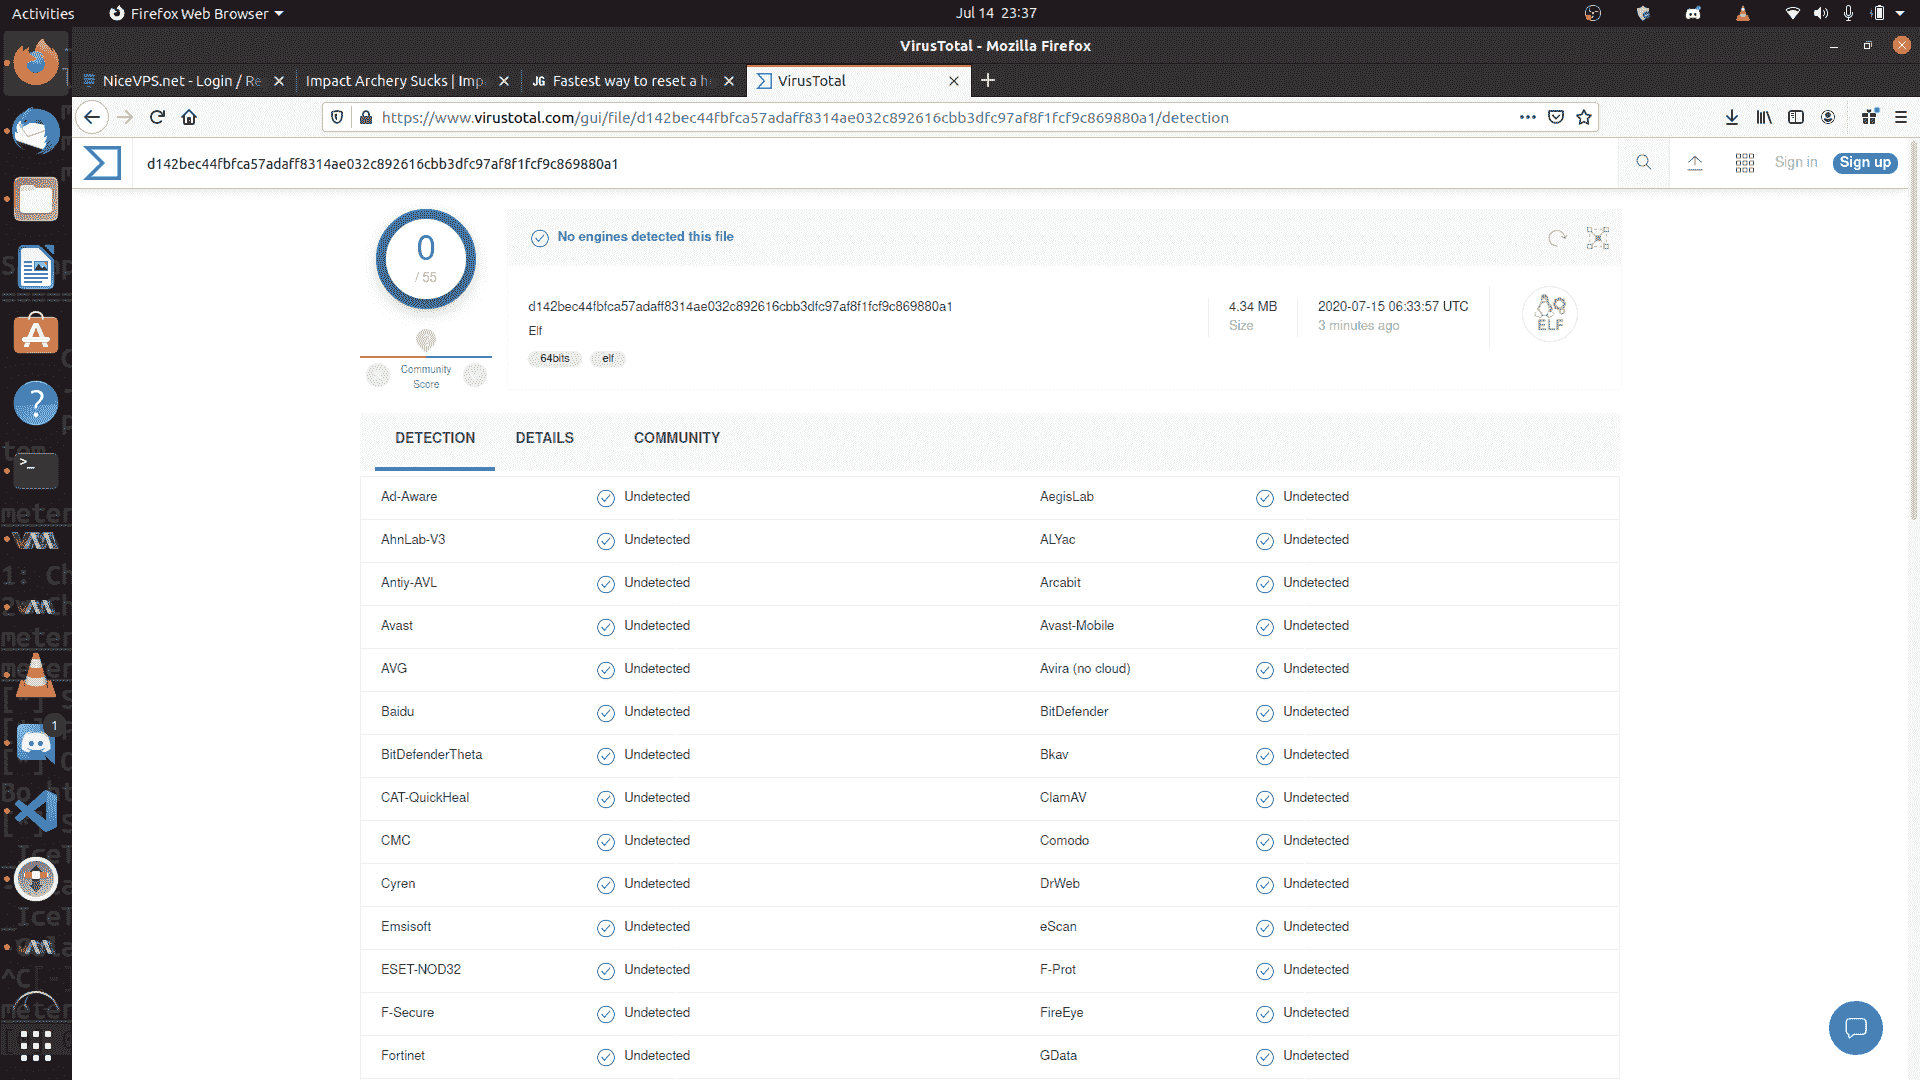 Activities Firefox Web Browser Jul 14 23:37
VirusTotal - Mozilla Firefox
NiceVPS.net - Login / Re Impact Archery Sucks | Imp JG Fastest way to reset a h VirusTotal
https://www.virustotal.com/gui/file/d142bec44fbfca57adaff8314ae032c892616cbb3dfc97af8f1fcf9c869880a1/detection
d142bec44fbfca57adaff8314ae032c892616cbb3dfc97af8f1fcf9c869880a1 Sign in Sign up
0
/ 55
No engines detected this file
d142bec44fbfca57adaff8314ae032c892616cbb3dfc97af8f1fcf9c869880a1
Elf
64bits elf
4.34 MB
Size
2020-07-15 06:33:57 UTC
3 minutes ago
ELF
?
Community
Score
DETECTION DETAILS COMMUNITY
Ad-Aware Undetected AegisLab Undetected
AhnLab-V3 Undetected ALYac Undetected
Antiy-AVL Undetected Arcabit Undetected
Avast Undetected Avast-Mobile Undetected
AVG Undetected Avira (no cloud) Undetected
Baidu Undetected BitDefender Undetected
BitDefenderTheta Undetected Bkav Undetected
CAT-QuickHeal Undetected ClamAV Undetected
CMC Undetected Comodo Undetected
Cyren Undetected DrWeb Undetected
Emsisoft Undetected eScan Undetected
ESET-NOD32 Undetected F-Prot Undetected
F-Secure Undetected FireEye Undetected
Fortinet Undetected GData Undetected